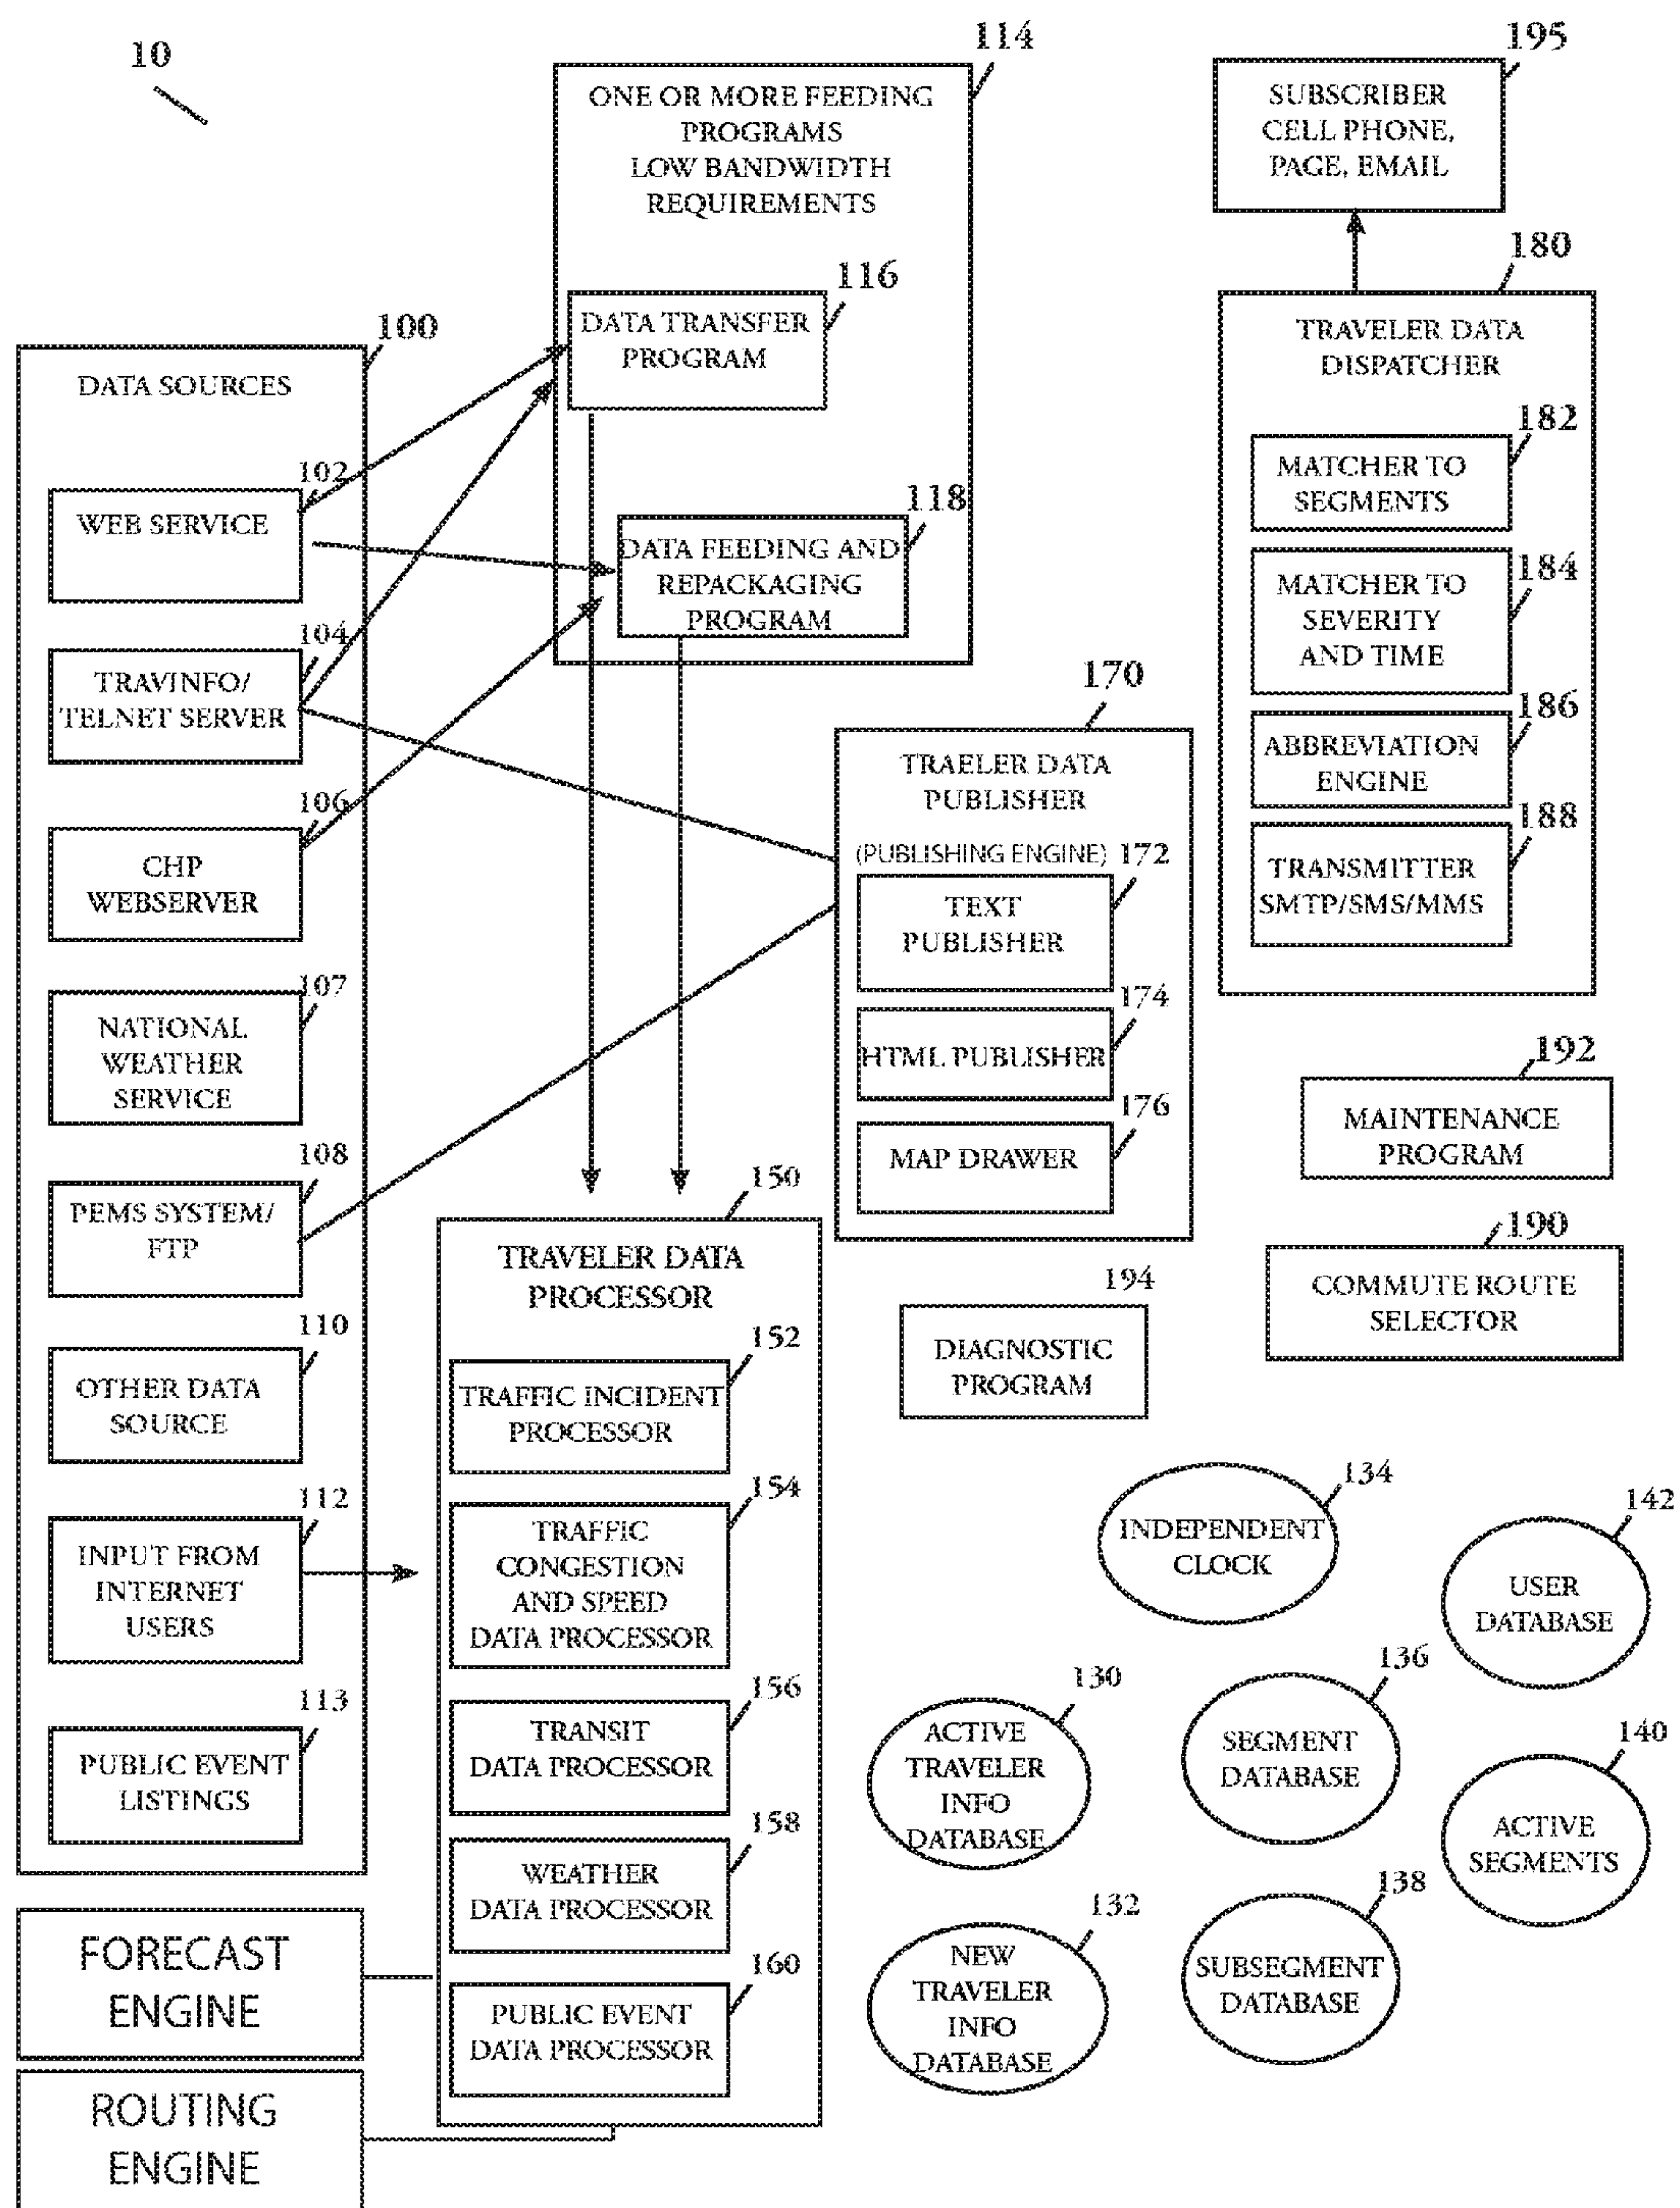 10
114
ONE OR MORE FEEDING
PROGRAMS
LOW BANDWIDTH
REQUIREMENTS
116
DATA TRANSFER
PROGRAM
118
DATA FEEDING AND
REPACKAGING
PROGRAM
195
SUBSCRIBER
CELL PHONE,
PAGE, EMAIL
180
TRAVELER DATA
DISPATCHER
182
MATCHER TO
SEGMENTS
184
MATCHER TO
SEVERITY
AND TIME
186
ABBREVIATION
ENGINE
188
TRANSMITTER
SMTP/SMS/MMS
100
DATA SOURCES
102
WEB SERVICE
104
TRAVINFO/
TELNET SERVER
106
CHP
WEBSERVER
107
NATIONAL
WEATHER
SERVICE
108
PEMS SYSTEM/
FTP
110
OTHER DATA
SOURCE
112
INPUT FROM
INTERNET
USERS
113
PUBLIC EVENT
LISTINGS
170
TRAELER DATA
PUBLISHER
(PUBLISHING ENGINE) 172
TEXT
PUBLISHER
174
HTML PUBLISHER
176
MAP DRAWER
192
MAINTENANCE
PROGRAM
190
COMMUTE ROUTE
SELECTOR
194
DIAGNOSTIC
PROGRAM
150
TRAVELER DATA
PROCESSOR
152
TRAFFIC INCIDENT
PROCESSOR
154
TRAFFIC
CONGESTION
AND SPEED
DATA PROCESSOR
156
TRANSIT
DATA PROCESSOR
158
WEATHER
DATA PROCESSOR
160
PUBLIC EVENT
DATA PROCESSOR
134
INDEPENDENT
CLOCK
142
USER
DATABASE
130
ACTIVE
TRAVELER
INFO
DATABASE
136
SEGMENT
DATABASE
140
ACTIVE
SEGMENTS
132
NEW
TRAVELER
INFO
DATABASE
138
SUBSEGMENT
DATABASE
FORECAST
ENGINE
ROUTING
ENGINE